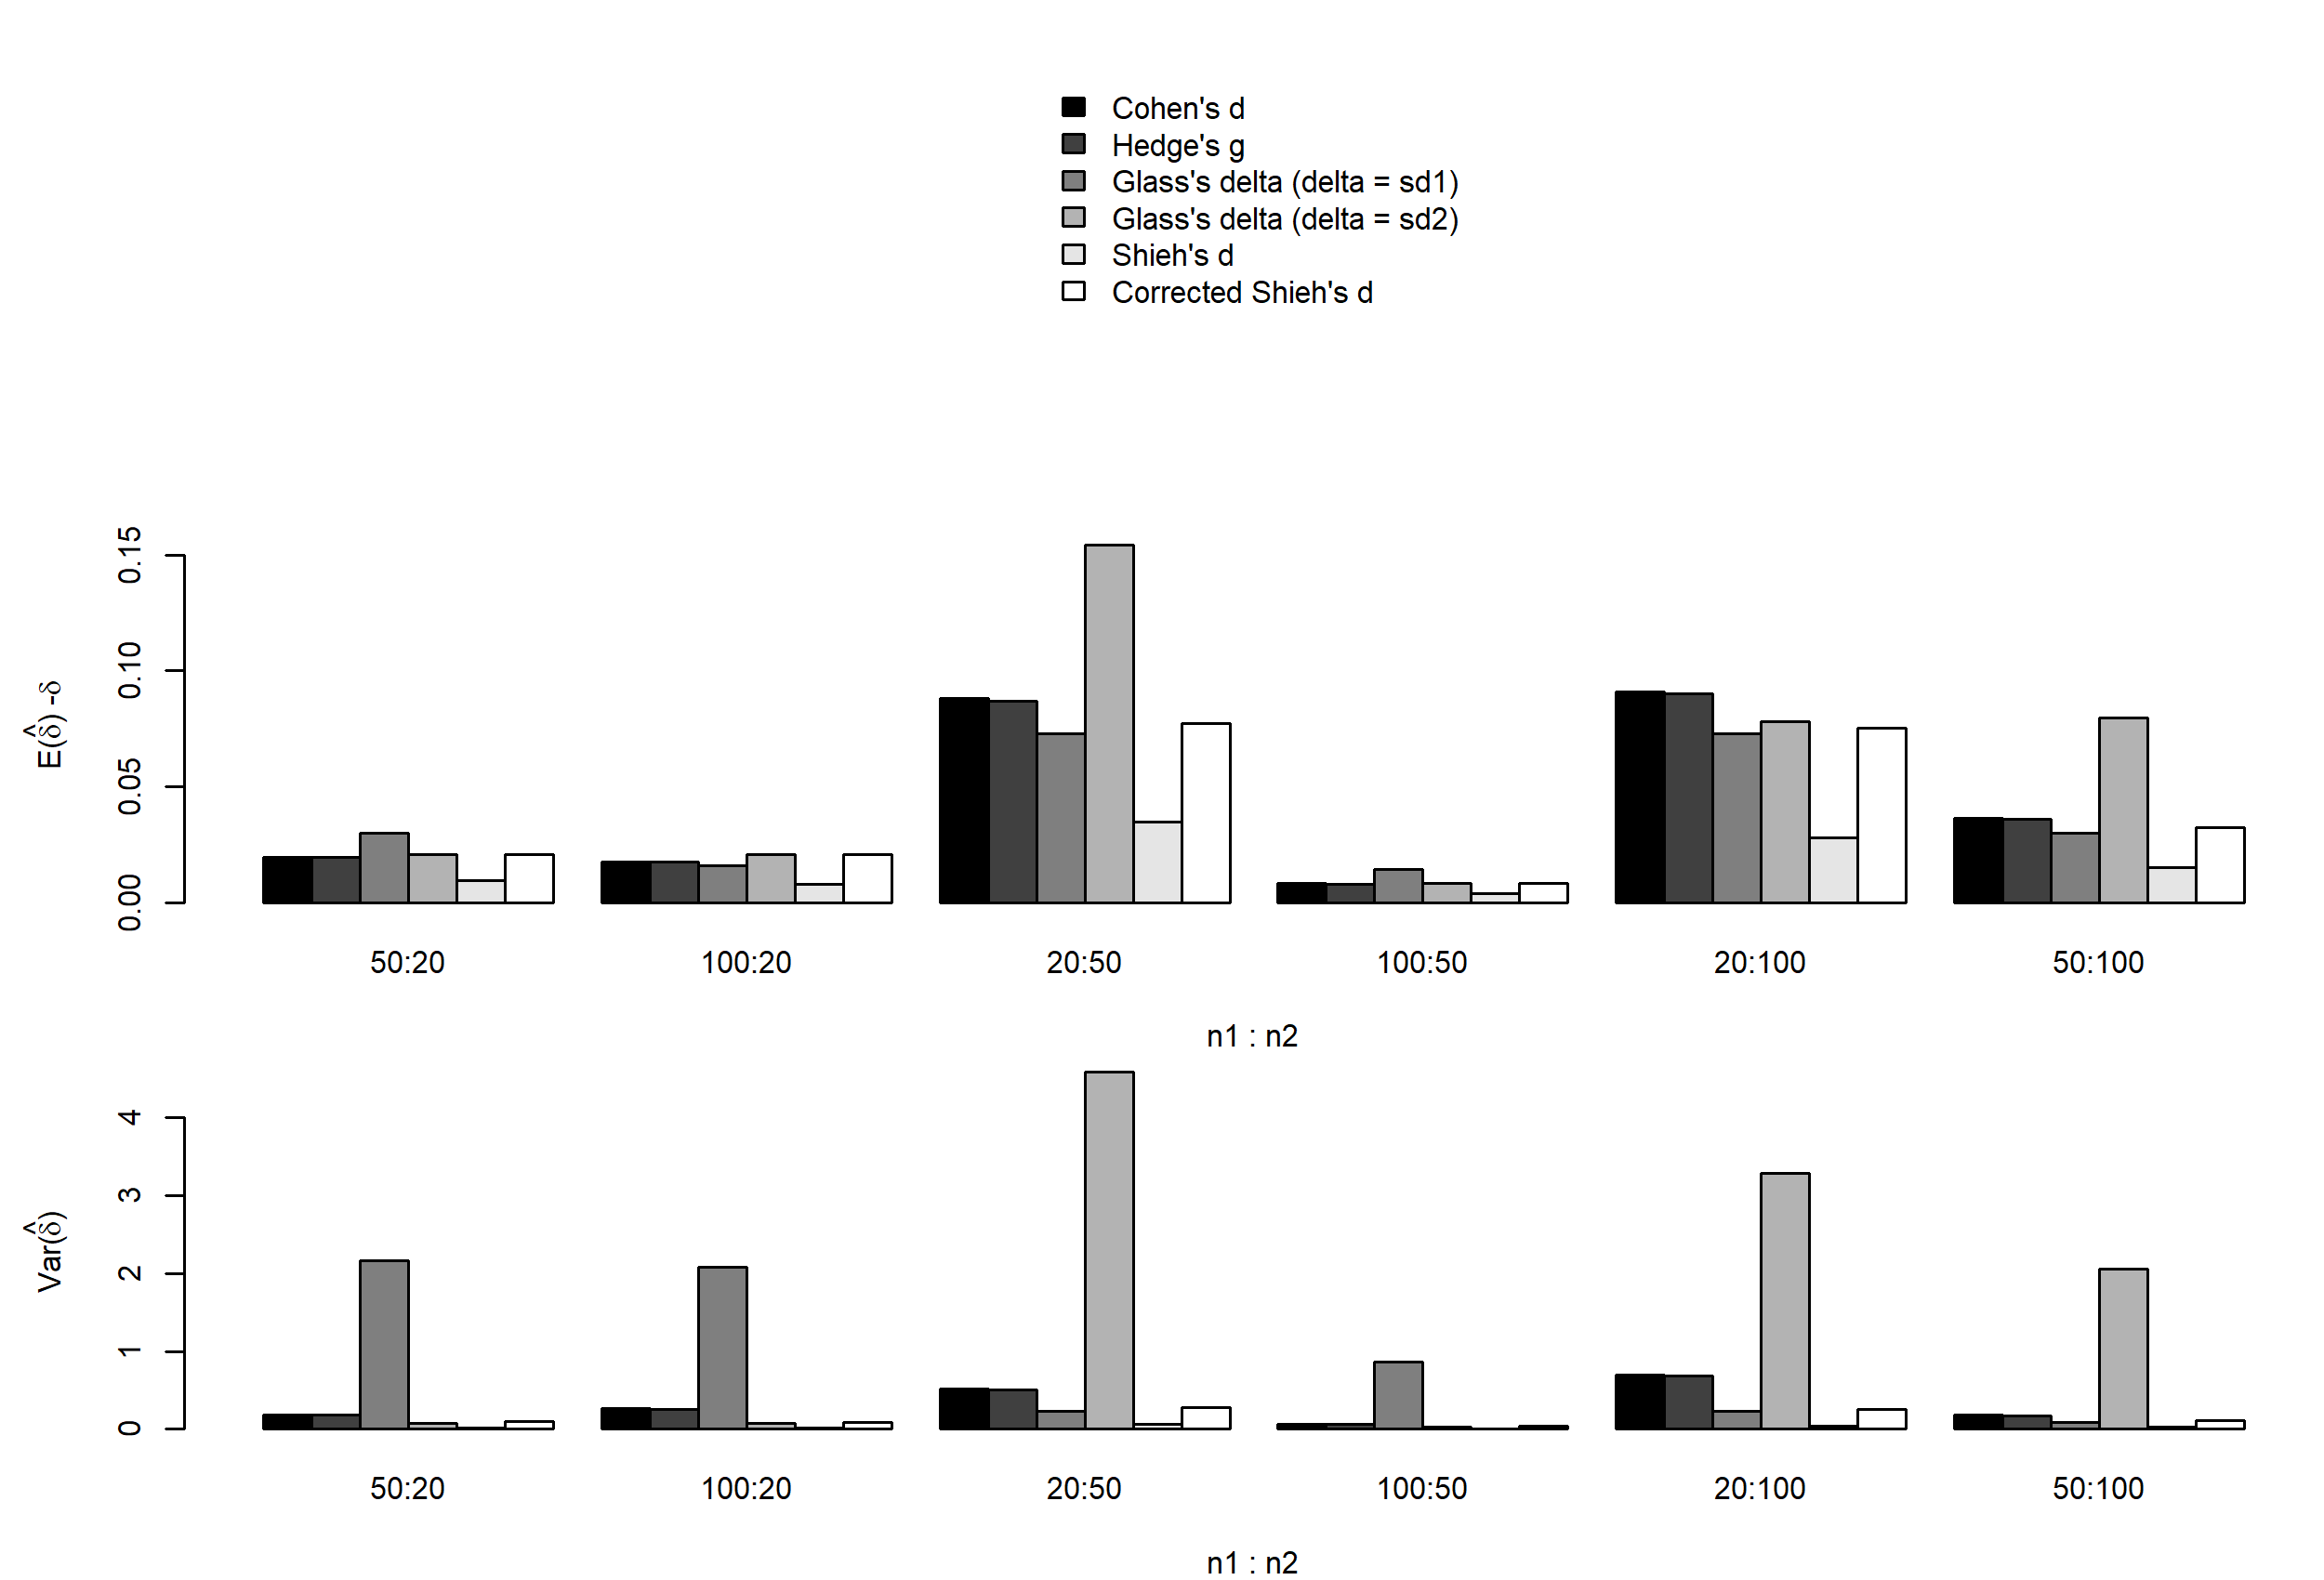 Cohen's d
Hedge's g
Glass's delta (delta = sd1)
Glass's delta (delta = sd2)
Shieh's d
Corrected Shieh's d
E(δ̂) -δ
0.15
0.10
0.05
0.00
50:20 100:20 20:50 100:50 20:100 50:100
n1 : n2
Var(δ̂)
4
3
2
1
0
50:20 100:20 20:50 100:50 20:100 50:100
n1 : n2